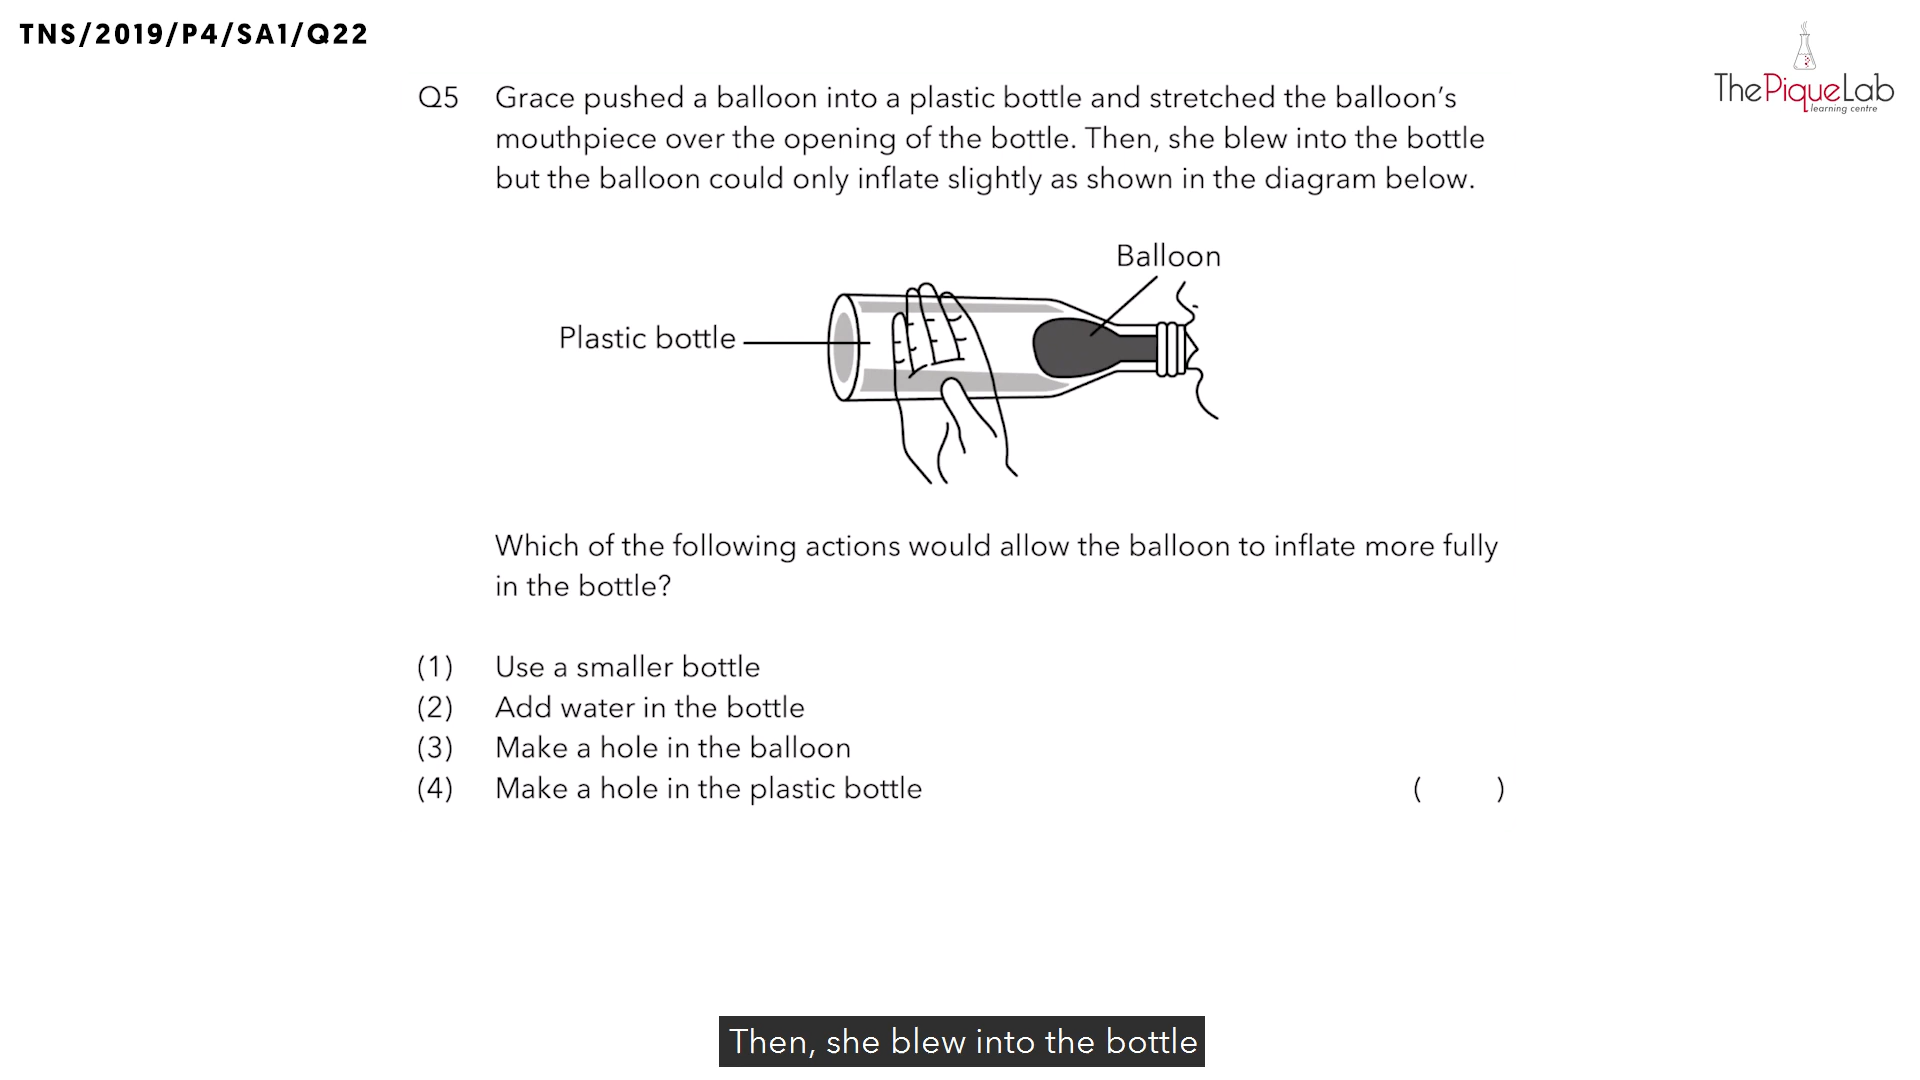 TNS/2019/P4/SA1/Q22
ThePiqueLab
learning centre
Q5 Grace pushed a balloon into a plastic bottle and stretched the balloon’s
mouthpiece over the opening of the bottle. Then, she blew into the bottle
but the balloon could only inflate slightly as shown in the diagram below.
Balloon
Plastic bottle
Which of the following actions would allow the balloon to inflate more fully
in the bottle?
(1) Use a smaller bottle
(2) Add water in the bottle
(3) Make a hole in the balloon
(4) Make a hole in the plastic bottle ( )
Then, she blew into the bottle